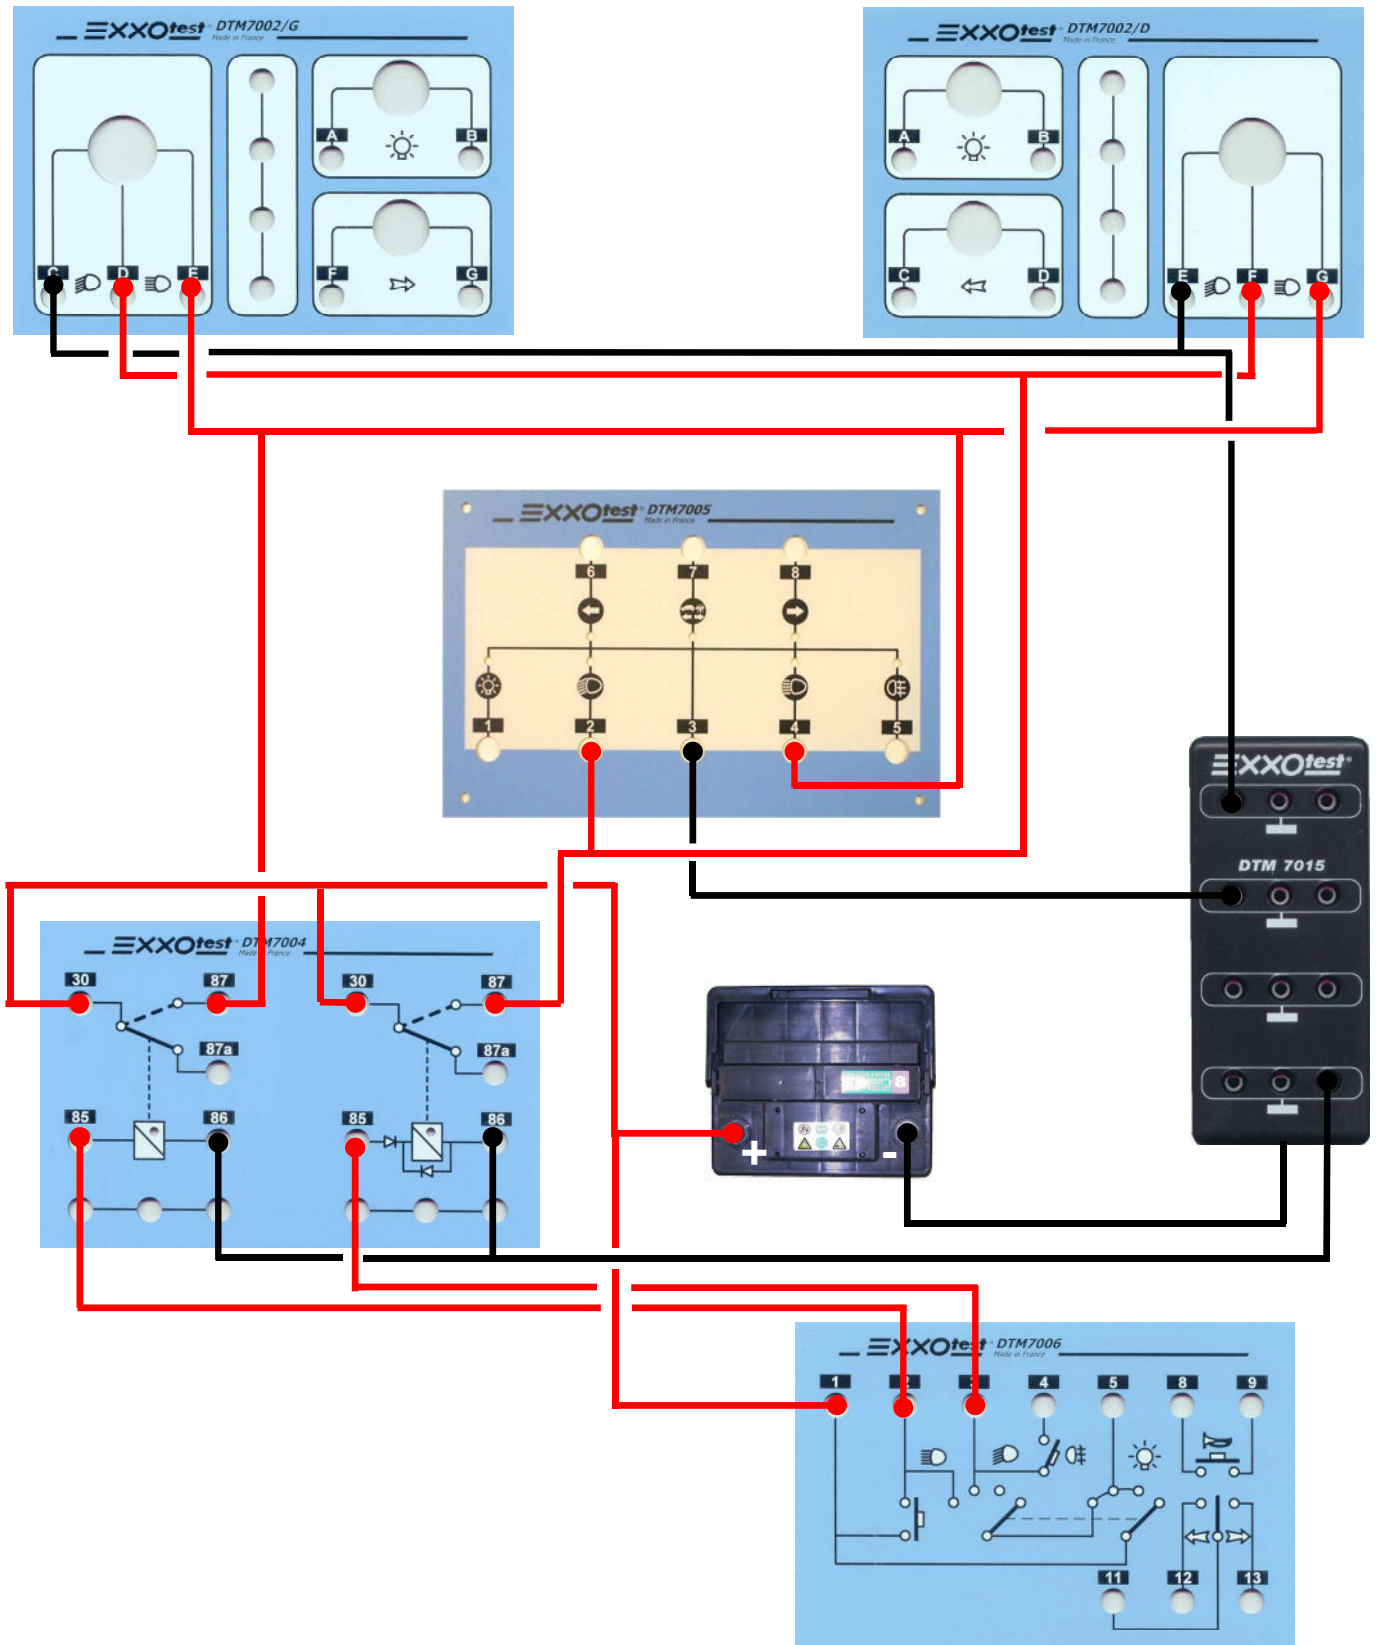 EXXOtest® DTM7002/G
Made in France
A B
C D E F G
EXXOtest® DTM7002/D
Made in France
A B
C D E F G
EXXOtest® DTM7005
Made in France
6 7 8
1 2 3 4 5
EXXOtest®
DTM 7015
EXXOtest® DTM7004
Made in France
30 87 30 87
87a 87a
85 86 85 86
8
+ -
EXXOtest® DTM7006
Made in France
1 2 3 4 5 8 9
11 12 13